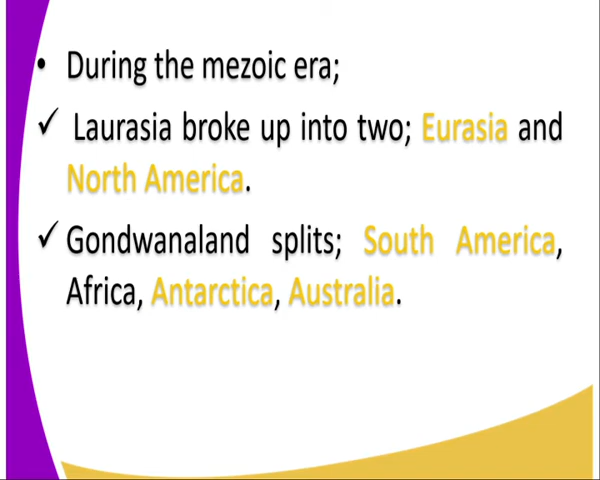 • During the mezoic era;
✓ Laurasia broke up into two; Eurasia and
North America.
✓ Gondwanaland splits; South America,
Africa, Antarctica, Australia.